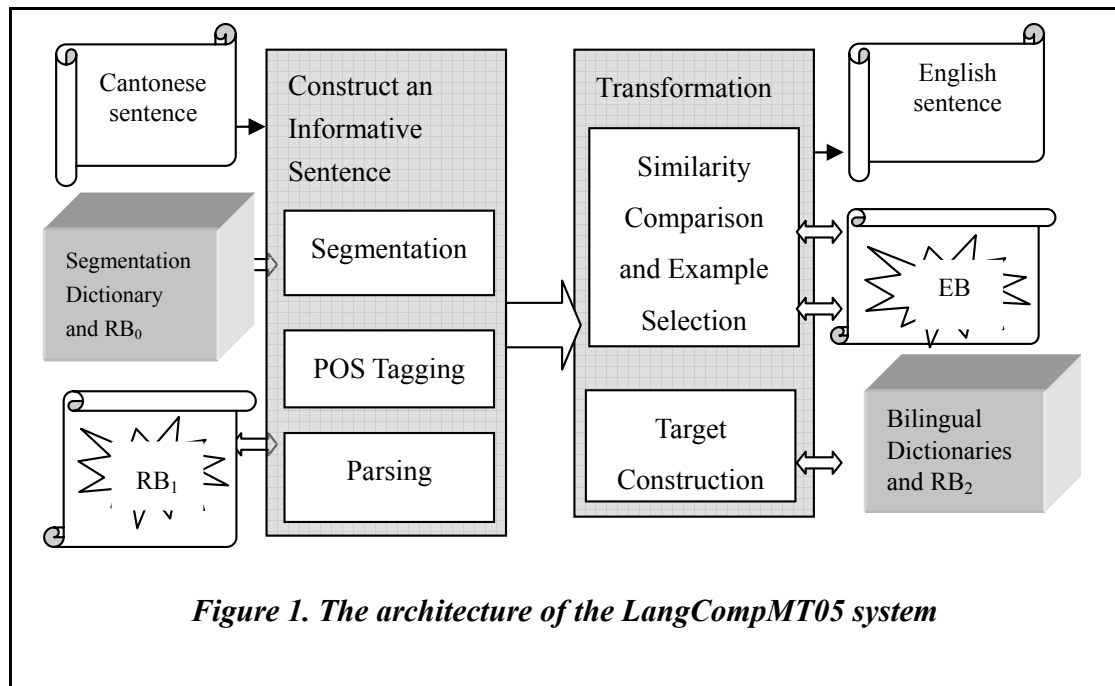 Cantonese
sentence
Segmentation
Dictionary
and RB₀
RB₁
Construct an
Informative
Sentence
Segmentation
POS Tagging
Parsing
Transformation
Similarity
Comparison
and Example
Selection
Target
Construction
English
sentence
EB
Bilingual
Dictionaries
and RB₂
Figure 1. The architecture of the LangCompMT05 system